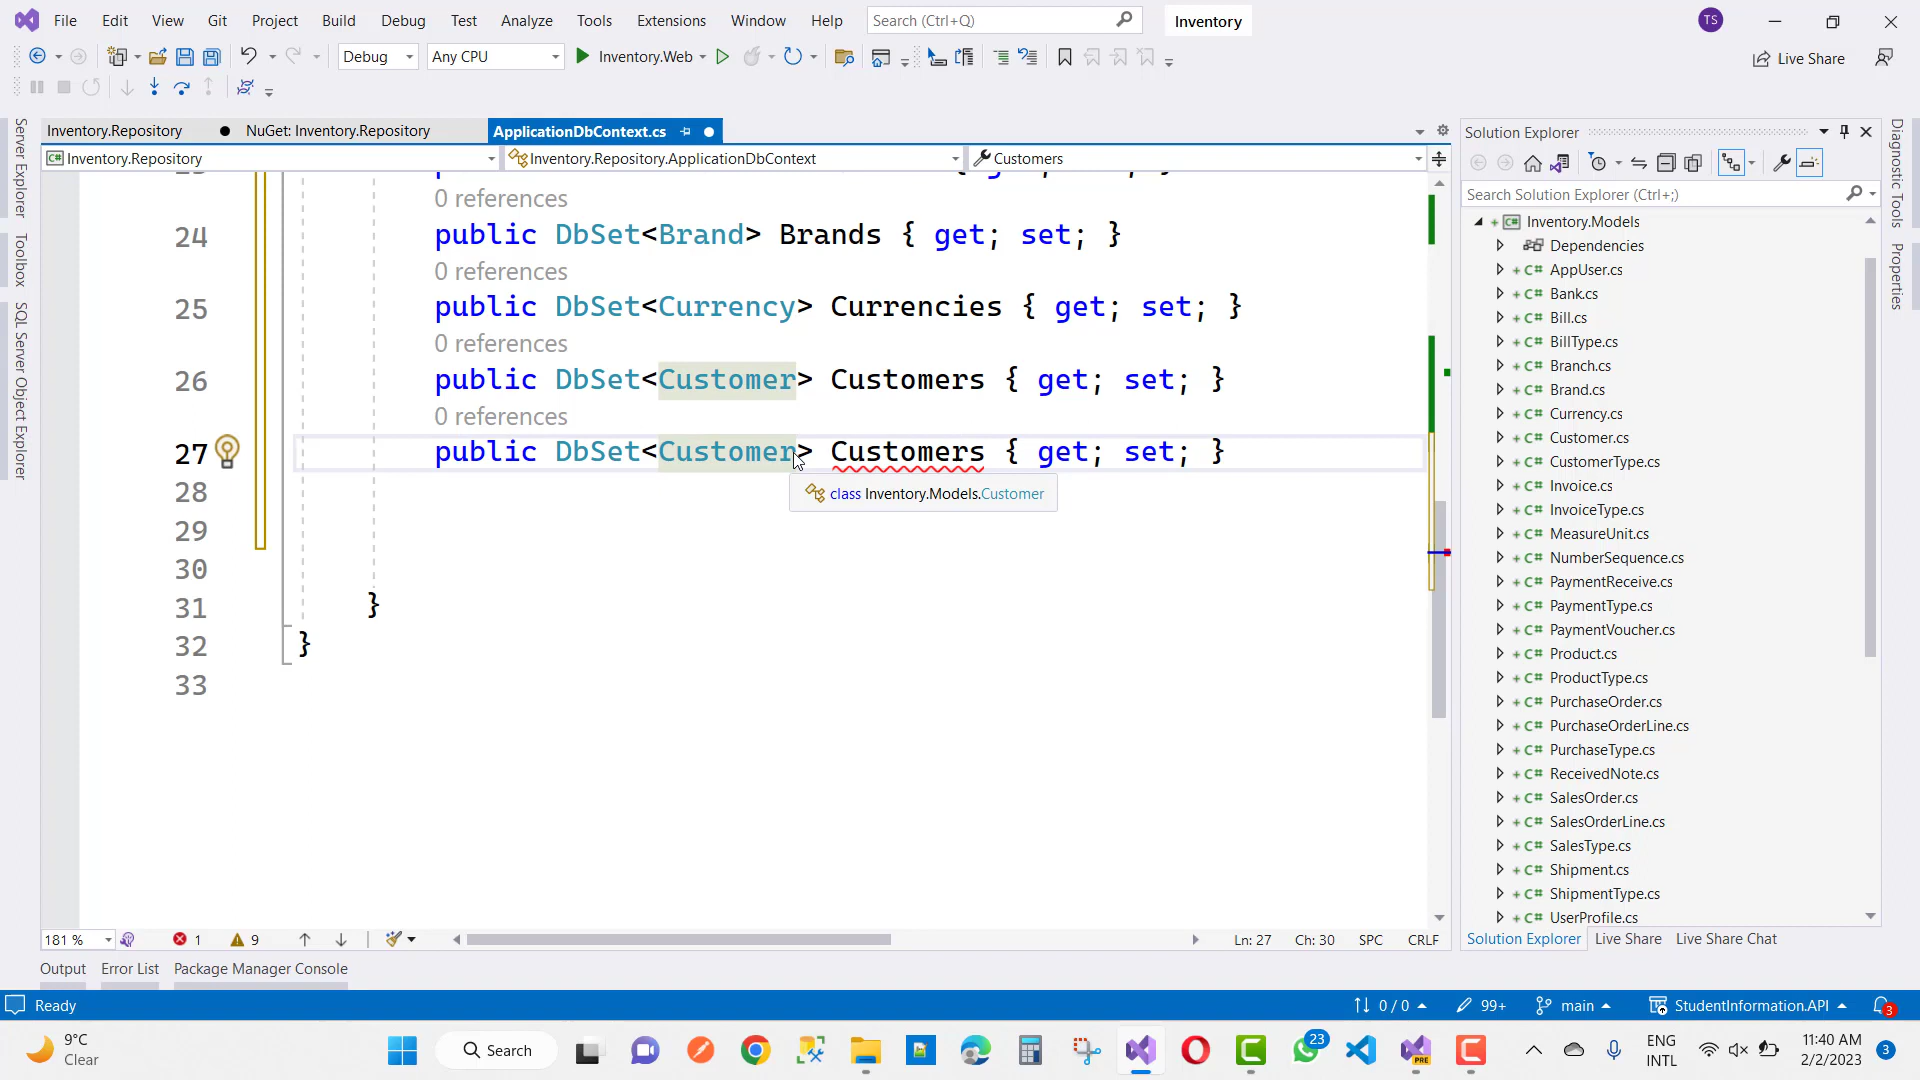 File Edit View Git Project Build Debug Test Analyze Tools Extensions Window Help Search (Ctrl+Q) Inventory TS
Debug Any CPU Inventory.Web Live Share
Server Explorer
Toolbox
SQL Server Object Explorer
Inventory.Repository NuGet: Inventory.Repository ApplicationDbContext.cs
Inventory.Repository Inventory.Repository.ApplicationDbContext Customers
0 references
24 public DbSet<Brand> Brands { get; set; }
0 references
25 public DbSet<Currency> Currencies { get; set; }
0 references
26 public DbSet<Customer> Customers { get; set; }
0 references
27 public DbSet<Customer> Customers { get; set; }
class Inventory.Models.Customer
28
29
30
31 }
32 }
33
181 % 1 9 Ln: 27 Ch: 30 SPC CRLF
Solution Explorer
Search Solution Explorer (Ctrl+;)
Inventory.Models
Dependencies
C# AppUser.cs
C# Bank.cs
C# Bill.cs
C# BillType.cs
C# Branch.cs
C# Brand.cs
C# Currency.cs
C# Customer.cs
C# CustomerType.cs
C# Invoice.cs
C# InvoiceType.cs
C# MeasureUnit.cs
C# NumberSequence.cs
C# PaymentReceive.cs
C# PaymentType.cs
C# PaymentVoucher.cs
C# Product.cs
C# ProductType.cs
C# PurchaseOrder.cs
C# PurchaseOrderLine.cs
C# PurchaseType.cs
C# ReceivedNote.cs
C# SalesOrder.cs
C# SalesOrderLine.cs
C# SalesType.cs
C# Shipment.cs
C# ShipmentType.cs
C# UserProfile.cs
Solution Explorer Live Share Live Share Chat
Diagnostic Tools
Properties
Output Error List Package Manager Console
Ready 0 / 0 99+ main StudentInformation.API 3
9°C
Clear
Search
23
PRE
ENG
INTL
11:40 AM
2/2/2023
3